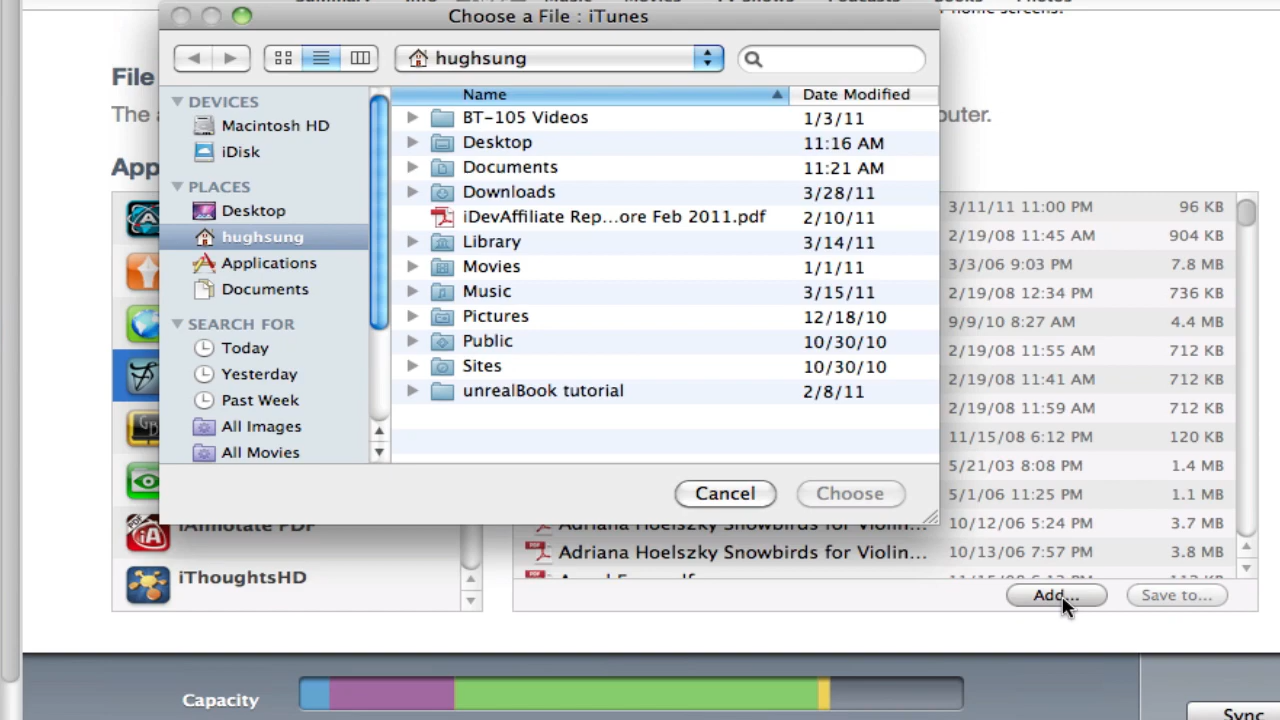 Choose a File : iTunes
home screens.
File
hughsung
The a
puter.
DEVICES
Macintosh HD
iDisk
PLACES
Desktop
hughsung
Applications
Documents
SEARCH FOR
Today
Yesterday
Past Week
All Images
All Movies
Name Date Modified
BT-105 Videos 1/3/11
Desktop 11:16 AM
Documents 11:21 AM
Downloads 3/28/11
iDevAffiliate Rep...ore Feb 2011.pdf 2/10/11
Library 3/14/11
Movies 1/1/11
Music 3/15/11
Pictures 12/18/10
Public 10/30/10
Sites 10/30/10
unrealBook tutorial 2/8/11
Cancel Choose
App
3/11/11 11:00 PM 96 KB
2/19/08 11:45 AM 904 KB
3/3/06 9:03 PM 7.8 MB
2/19/08 12:34 PM 736 KB
9/9/10 8:27 AM 4.4 MB
2/19/08 11:55 AM 712 KB
2/19/08 11:41 AM 712 KB
2/19/08 11:59 AM 712 KB
11/15/08 6:12 PM 120 KB
5/21/03 8:08 PM 1.4 MB
5/1/06 11:25 PM 1.1 MB
Adriana Hoelszky Snowbirds for Violin... 10/12/06 5:24 PM 3.7 MB
Adriana Hoelszky Snowbirds for Violin... 10/13/06 7:57 PM 3.8 MB
iAnnotate PDF
iThoughtsHD
Add... Save to...
Capacity
Sync